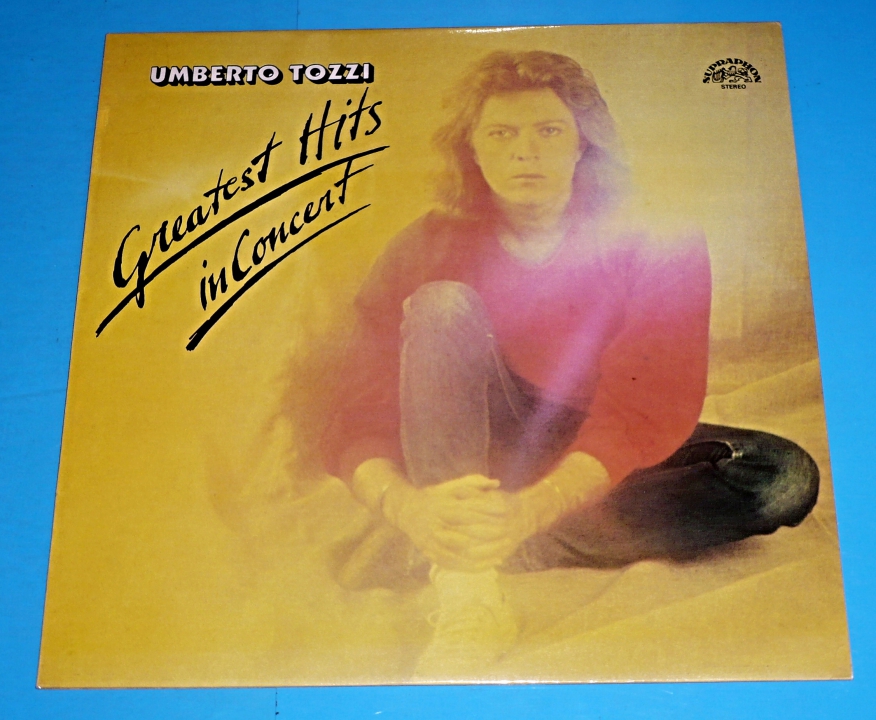 UMBERTO TOZZI
Greatest Hits
in Concert
SUPRAPHON
STEREO